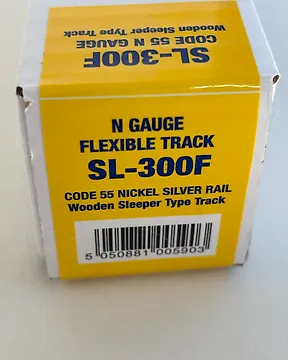 SL-300F
CODE 55 N GAUGE
Wooden Sleeper Type Track
N GAUGE
FLEXIBLE TRACK
SL-300F
CODE 55 NICKEL SILVER RAIL
Wooden Sleeper Type Track
5 050881 005903